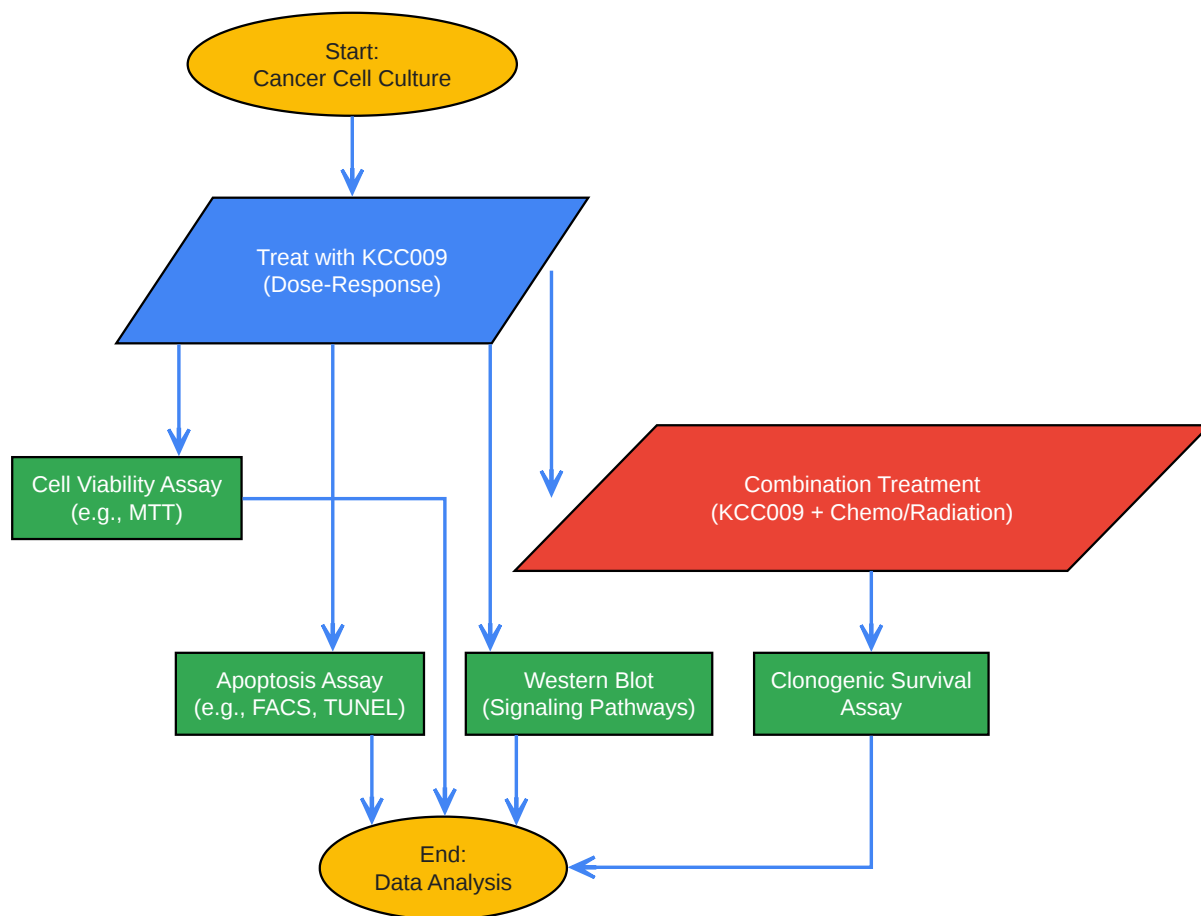 Start:
Cancer Cell Culture
Treat with KCC009
(Dose-Response)
Cell Viability Assay
(e.g., MTT)
Combination Treatment
(KCC009 + Chemo/Radiation)
Apoptosis Assay
(e.g., FACS, TUNEL)
Western Blot
(Signaling Pathways)
Clonogenic Survival
Assay
End:
Data Analysis